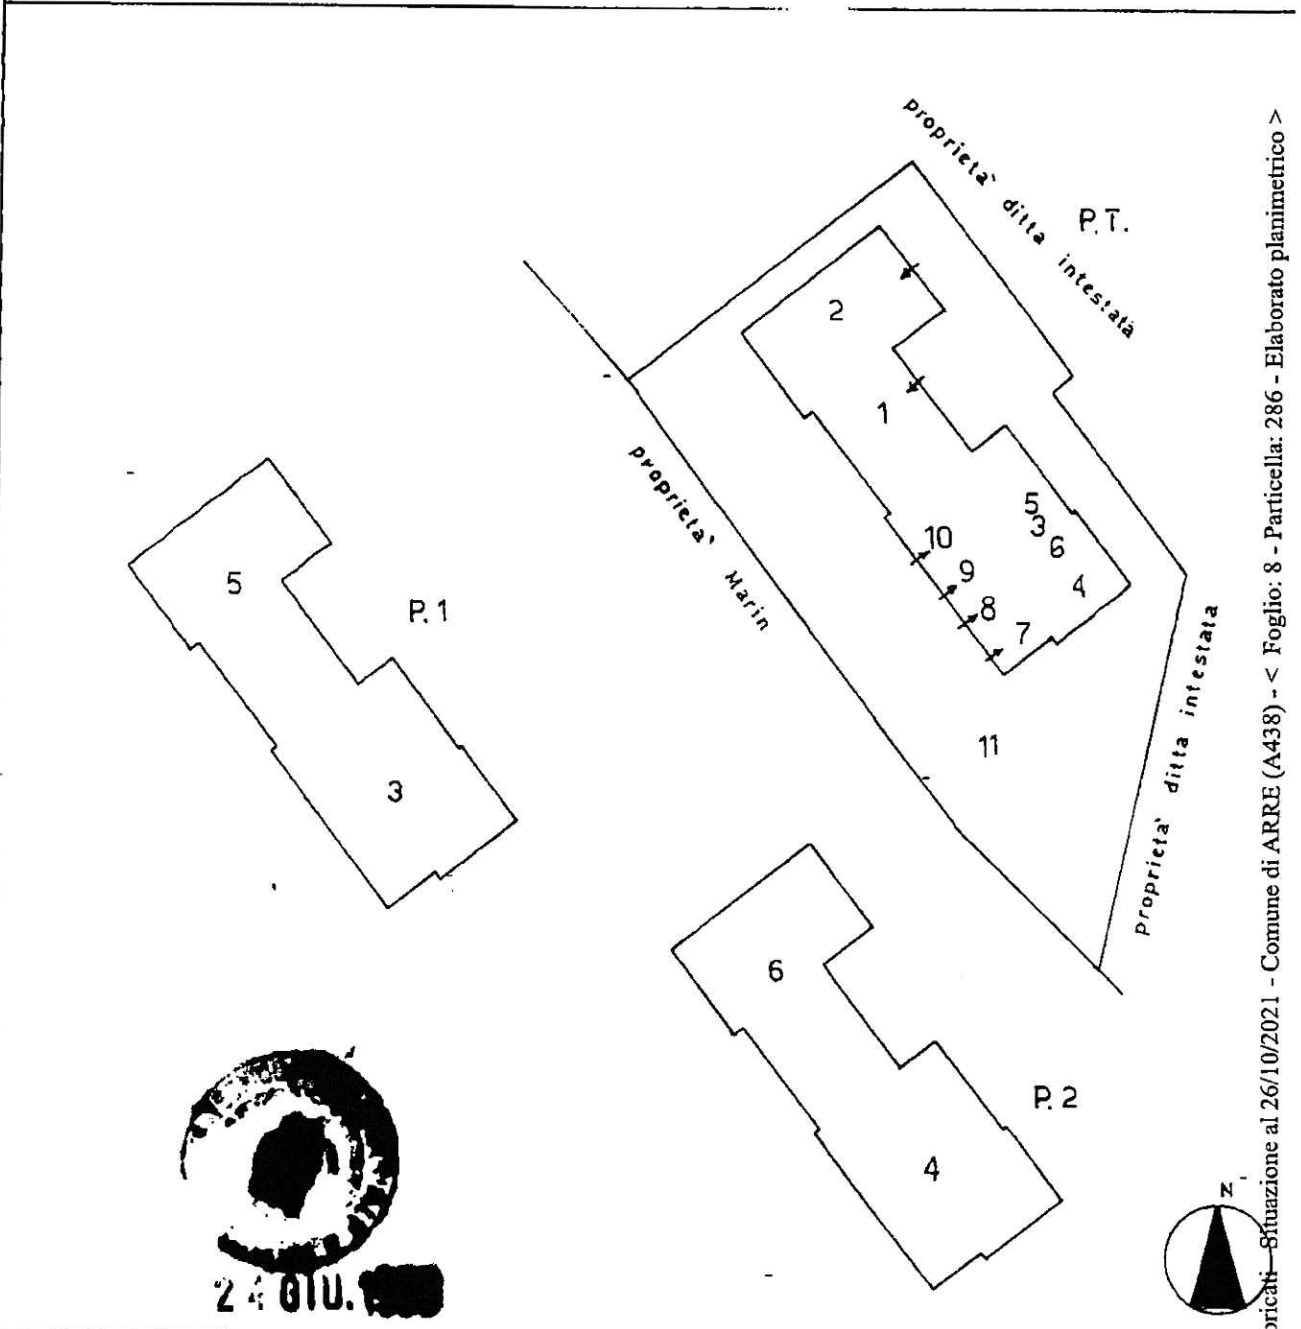 proprieta' ditta intestatà
P.T.
2
1
5
3
6
10
9
4
8
7
11
proprieta' Marin
proprieta' ditta intestata
5
P. 1
3
6
P. 2
4
N
24 GIU.
Situazione al 26/10/2021 - Comune di ARRE (A438) - < Foglio: 8 - Particella: 286 - Elaborato planimetrico >